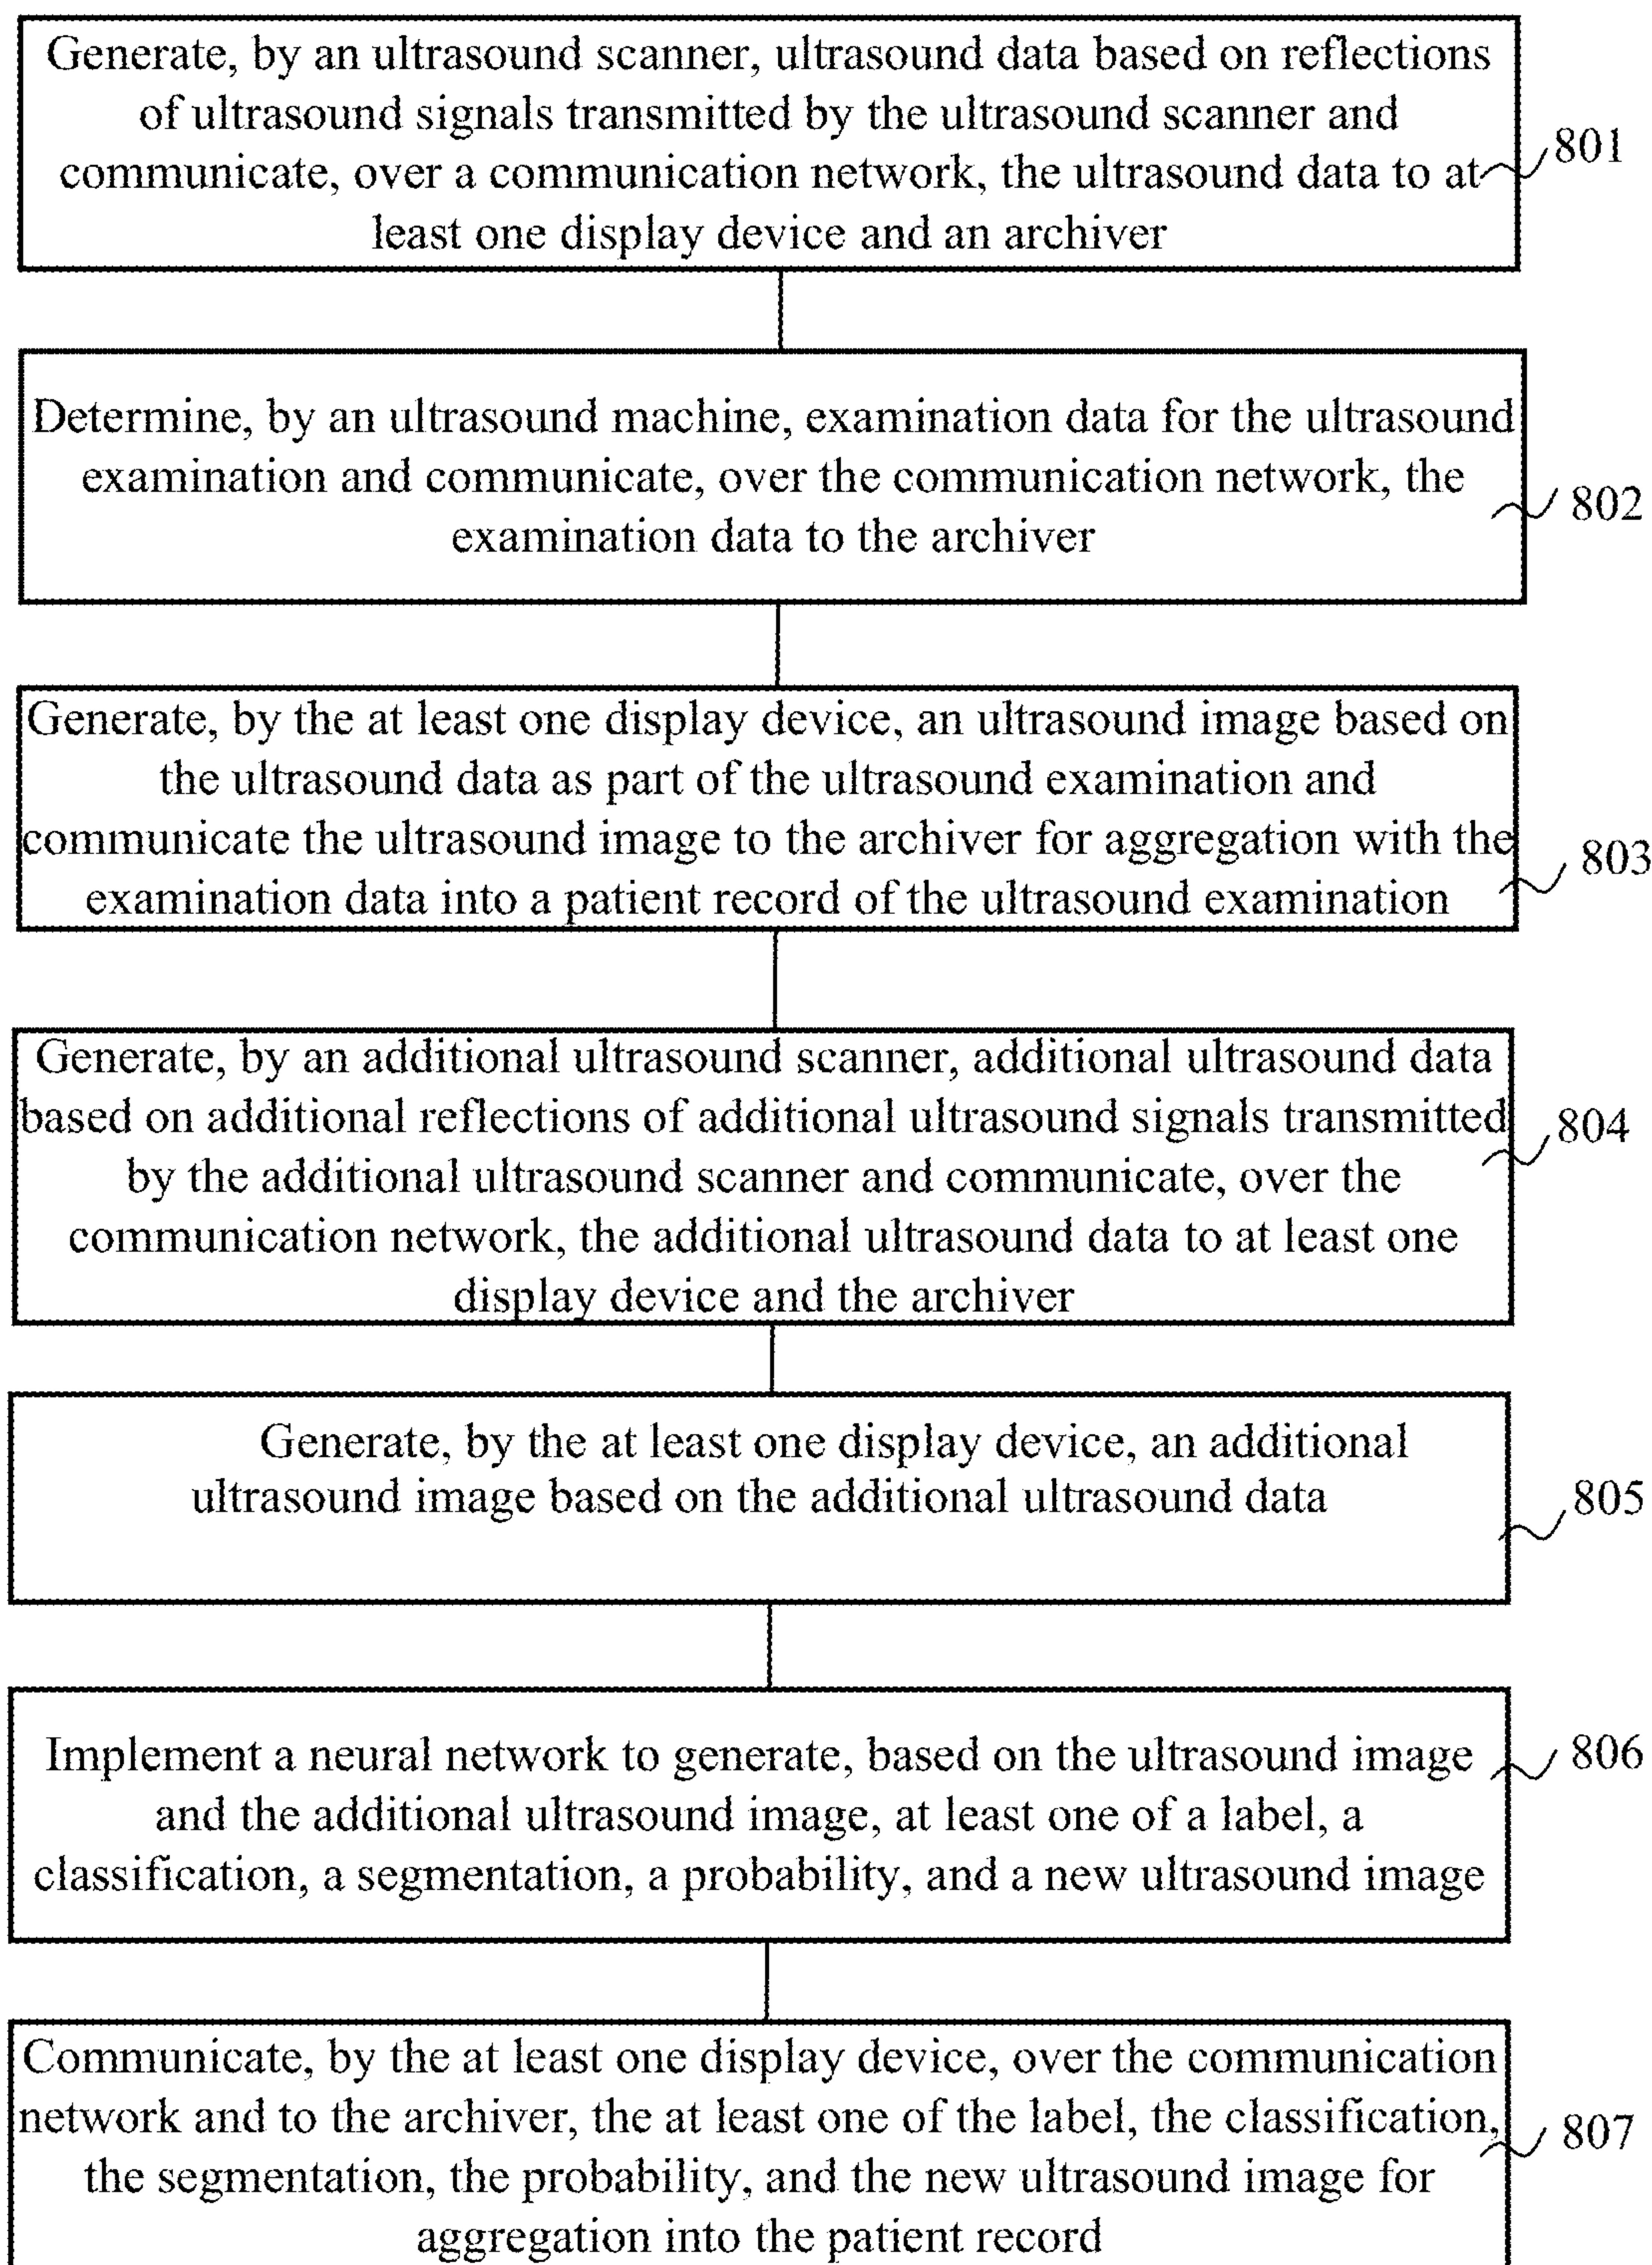 Generate, by an ultrasound scanner, ultrasound data based on reflections
of ultrasound signals transmitted by the ultrasound scanner and
communicate, over a communication network, the ultrasound data to at
least one display device and an archiver
801
Determine, by an ultrasound machine, examination data for the ultrasound
examination and communicate, over the communication network, the
examination data to the archiver
802
Generate, by the at least one display device, an ultrasound image based on
the ultrasound data as part of the ultrasound examination and
communicate the ultrasound image to the archiver for aggregation with the
examination data into a patient record of the ultrasound examination
803
Generate, by an additional ultrasound scanner, additional ultrasound data
based on additional reflections of additional ultrasound signals transmitted
by the additional ultrasound scanner and communicate, over the
communication network, the additional ultrasound data to at least one
display device and the archiver
804
Generate, by the at least one display device, an additional
ultrasound image based on the additional ultrasound data
805
Implement a neural network to generate, based on the ultrasound image
and the additional ultrasound image, at least one of a label, a
classification, a segmentation, a probability, and a new ultrasound image
806
Communicate, by the at least one display device, over the communication
network and to the archiver, the at least one of the label, the classification,
the segmentation, the probability, and the new ultrasound image for
aggregation into the patient record
807